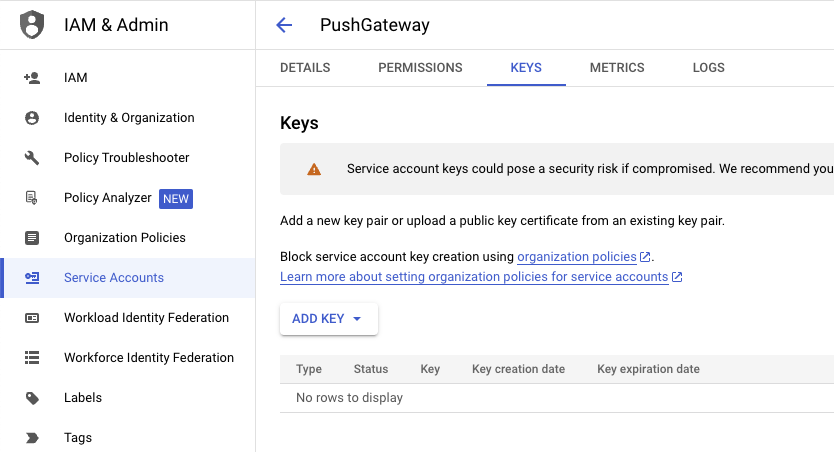 IAM & Admin
PushGateway
IAM
Identity & Organization
Policy Troubleshooter
Policy Analyzer NEW
Organization Policies
Service Accounts
Workload Identity Federation
Workforce Identity Federation
Labels
Tags
DETAILS PERMISSIONS KEYS METRICS LOGS
Keys
Service account keys could pose a security risk if compromised. We recommend you
Add a new key pair or upload a public key certificate from an existing key pair.
Block service account key creation using organization policies.
Learn more about setting organization policies for service accounts
ADD KEY
Type Status Key Key creation date Key expiration date
No rows to display